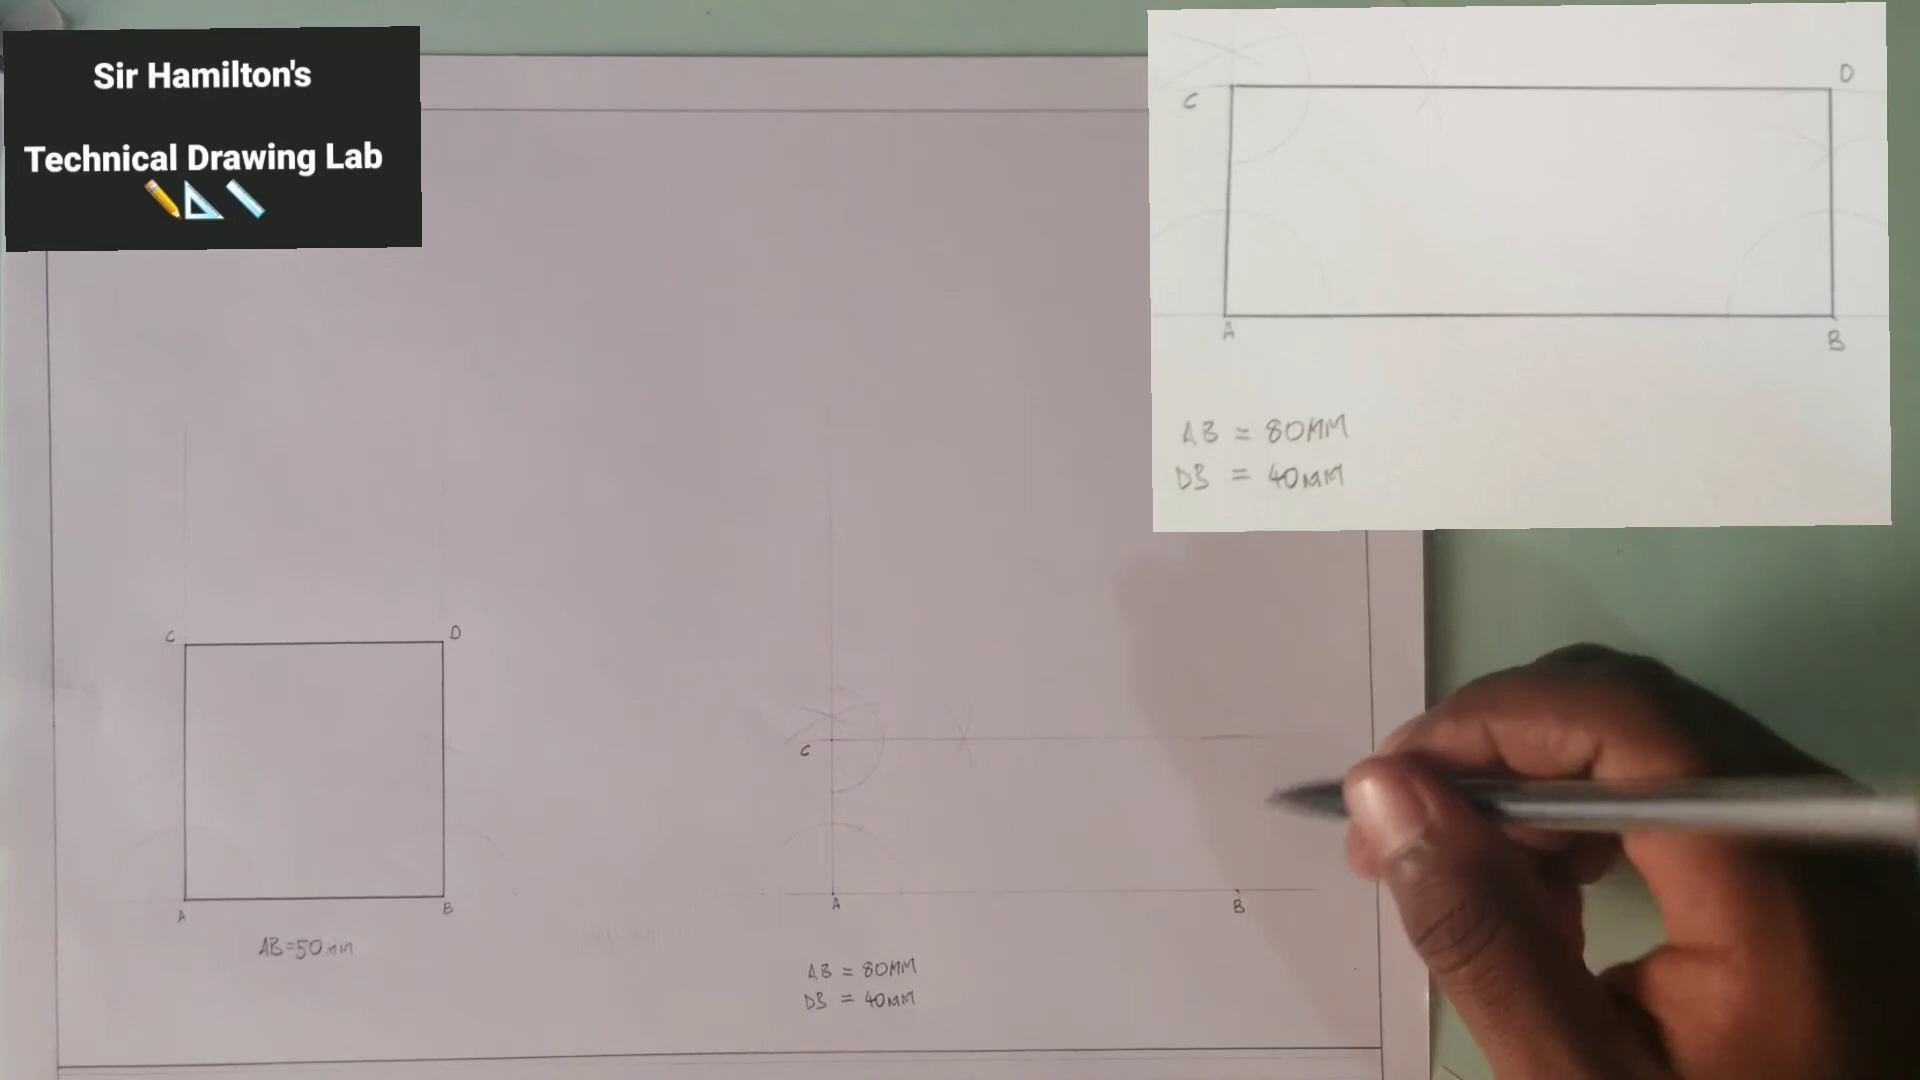 Sir Hamilton's
Technical Drawing Lab
C
D
A
B
AB = 80MM
DB = 40MM
C
D
A
B
AB=50mm
C
A
B
AB = 80MM
DB = 40MM